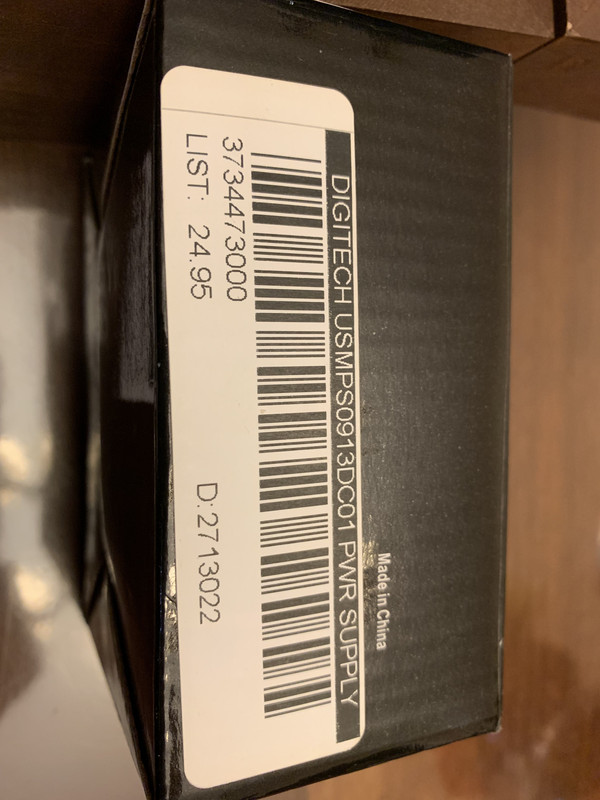 DIGITECH USMPS0913DC01 PWR SUPPLY
3734473000
LIST: 24.95
D:2713022
Made in China